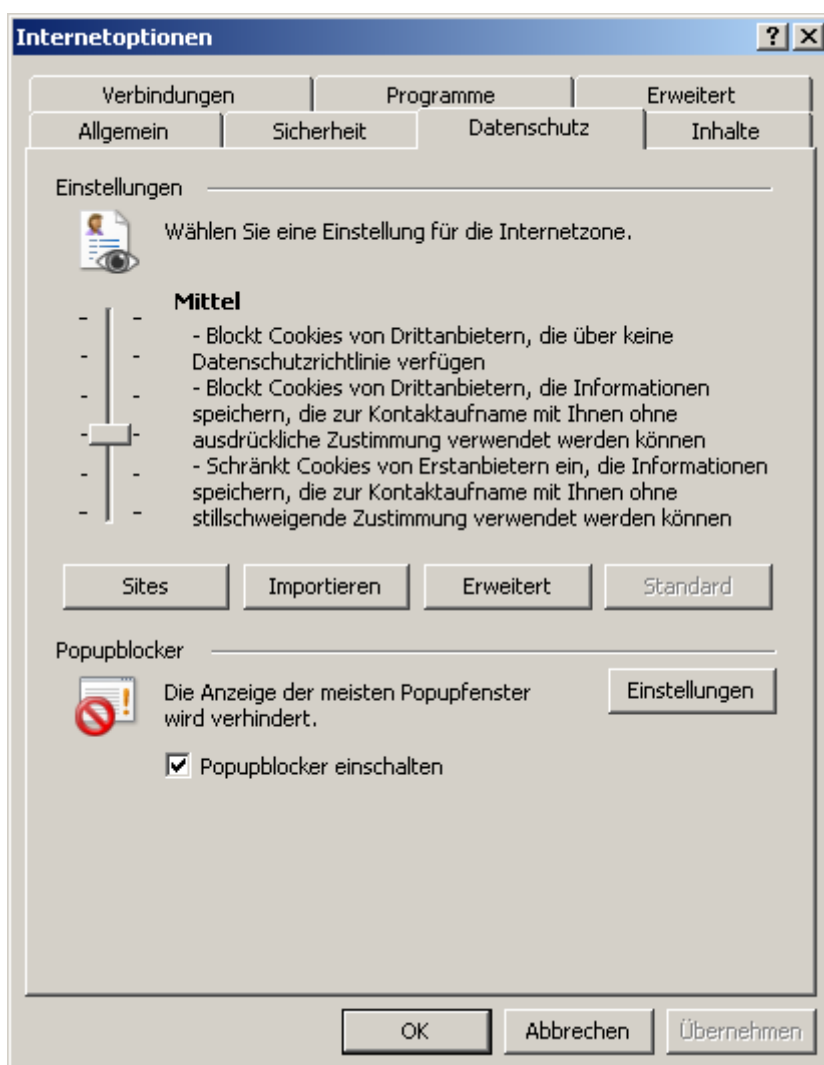 Internetoptionen
Verbindungen Programme Erweitert
Allgemein Sicherheit Datenschutz Inhalte
Einstellungen
Wählen Sie eine Einstellung für die Internetzone.
Mittel
- Blockt Cookies von Drittanbietern, die über keine
Datenschutzrichtlinie verfügen
- Blockt Cookies von Drittanbietern, die Informationen
speichern, die zur Kontaktaufname mit Ihnen ohne
ausdrückliche Zustimmung verwendet werden können
- Schränkt Cookies von Erstanbietern ein, die Informationen
speichern, die zur Kontaktaufname mit Ihnen ohne
stillschweigende Zustimmung verwendet werden können
Sites Importieren Erweitert Standard
Popupblocker
Die Anzeige der meisten Popupfenster
wird verhindert.
Einstellungen
Popupblocker einschalten
OK Abbrechen Übernehmen